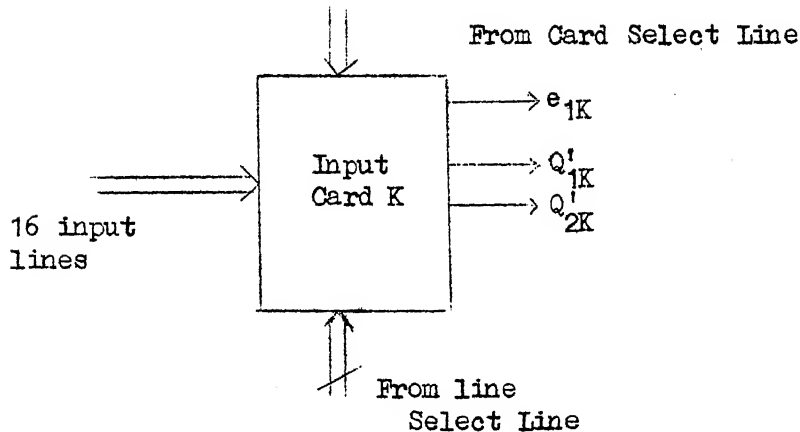 From Card Select Line
e1K
Input
Card K
Q'1K
Q'2K
16 input
lines
From line
Select Line